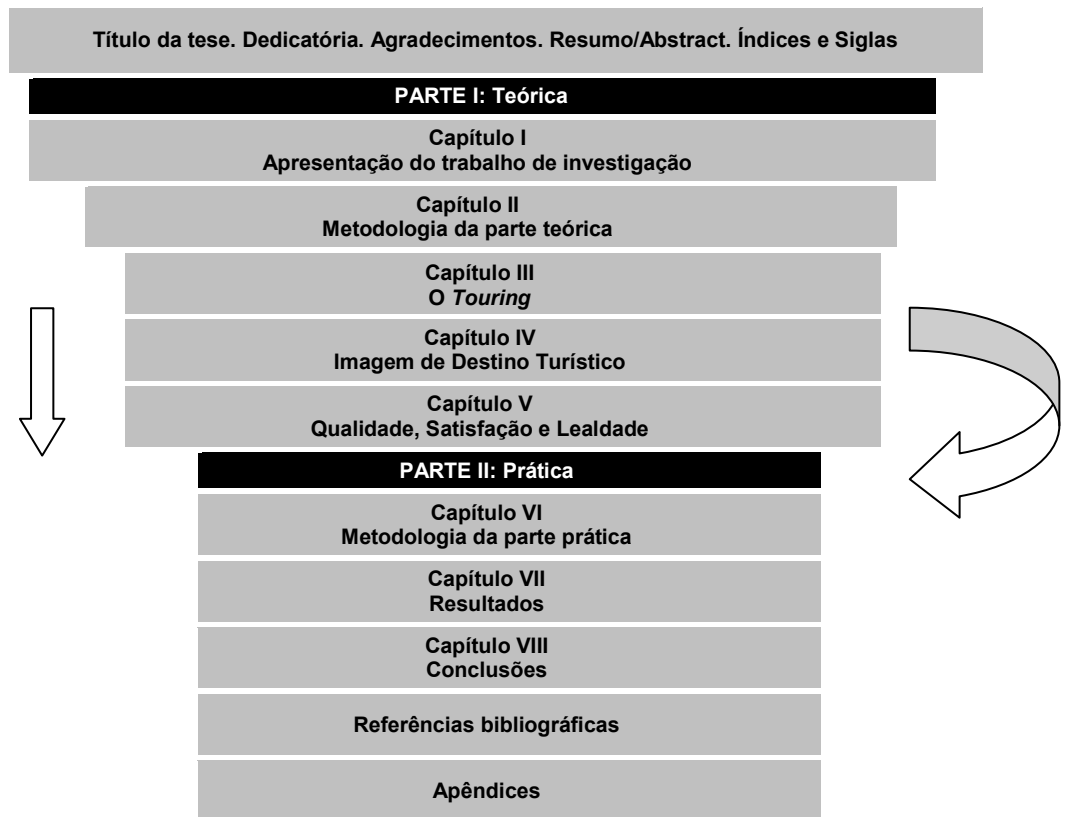 Título da tese. Dedicatória. Agradecimentos. Resumo/Abstract. Índices e Siglas
PARTE I: Teórica
Capítulo I
Apresentação do trabalho de investigação
Capítulo II
Metodologia da parte teórica
Capítulo III
O Touring
Capítulo IV
Imagem de Destino Turístico
Capítulo V
Qualidade, Satisfação e Lealdade
PARTE II: Prática
Capítulo VI
Metodologia da parte prática
Capítulo VII
Resultados
Capítulo VIII
Conclusões
Referências bibliográficas
Apêndices